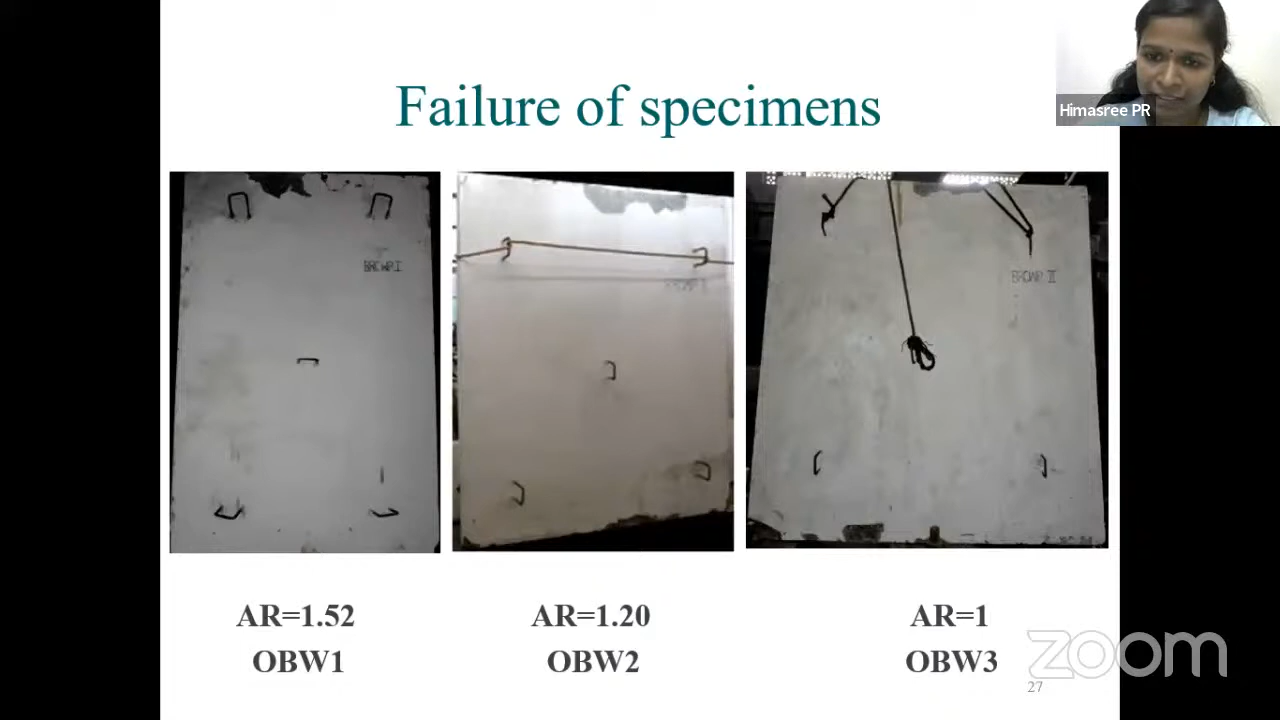 Failure of specimens
Himasree PR
AR=1.52
OBW1
AR=1.20
OBW2
AR=1
OBW3
zoom
27